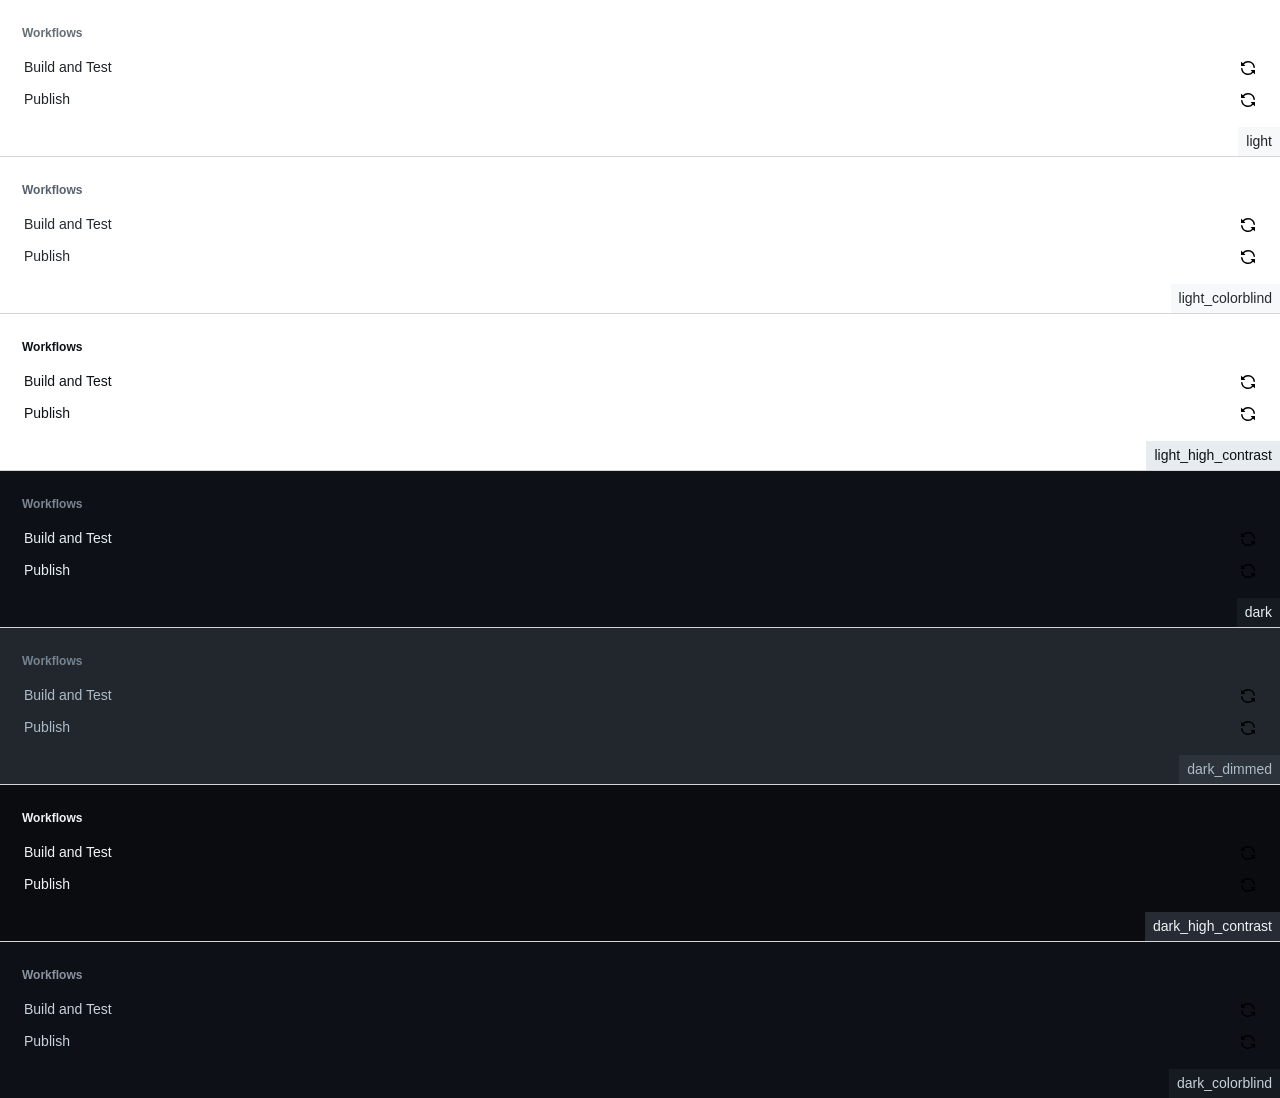 Workflows
Build and Test
Publish
light
Workflows
Build and Test
Publish
light_colorblind
Workflows
Build and Test
Publish
light_high_contrast
Workflows
Build and Test
Publish
dark
Workflows
Build and Test
Publish
dark_dimmed
Workflows
Build and Test
Publish
dark_high_contrast
Workflows
Build and Test
Publish
dark_colorblind